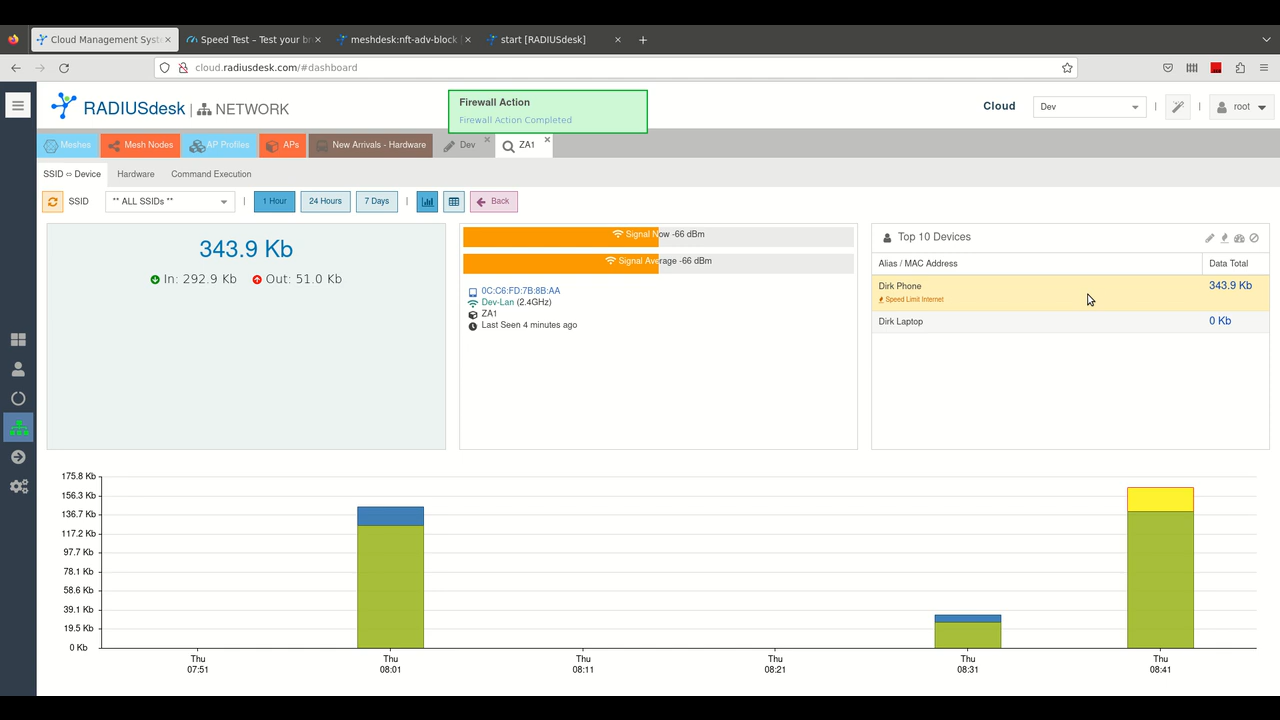 Cloud Management Syst
Speed Test – Test your b
meshdesk:nft-adv-block
start [RADIUSdesk]
cloud.radiusdesk.com/#dashboard
RADIUSdesk | NETWORK
Firewall Action
Firewall Action Completed
Cloud
Dev
root
Meshes
Mesh Nodes
AP Profiles
APs
New Arrivals - Hardware
Dev
ZA1
SSID ⇔ Device
Hardware
Command Execution
SSID
** ALL SSIDs **
1 Hour
24 Hours
7 Days
Back
343.9 Kb
In: 292.9 Kb Out: 51.0 Kb
Signal Now -66 dBm
Signal Average -66 dBm
0C:C6:FD:7B:8B:AA
Dev-Lan (2.4GHz)
ZA1
Last Seen 4 minutes ago
Top 10 Devices
Alias / MAC Address
Data Total
Dirk Phone
343.9 Kb
Speed Limit Internet
Dirk Laptop
0 Kb
175.8 Kb
156.3 Kb
136.7 Kb
117.2 Kb
97.7 Kb
78.1 Kb
58.6 Kb
39.1 Kb
19.5 Kb
0 Kb
Thu
07:51
Thu
08:01
Thu
08:11
Thu
08:21
Thu
08:31
Thu
08:41